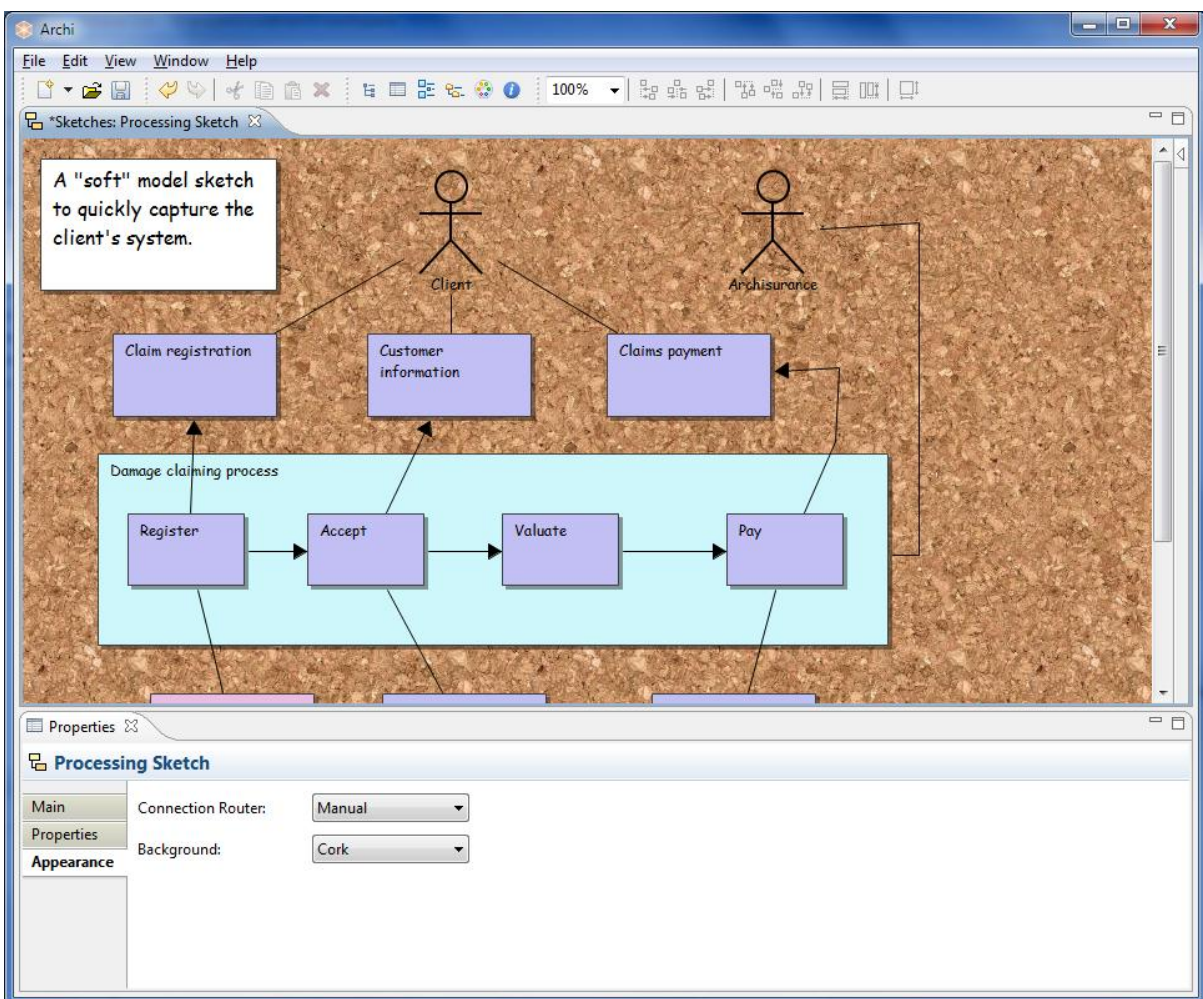 Archi
File Edit View Window Help
100%
*Sketches: Processing Sketch
A "soft" model sketch
to quickly capture the
client's system.
Client
Archisurance
Claim registration
Customer
information
Claims payment
Damage claiming process
Register
Accept
Valuate
Pay
Properties
Processing Sketch
Main
Connection Router:
Manual
Properties
Background:
Cork
Appearance